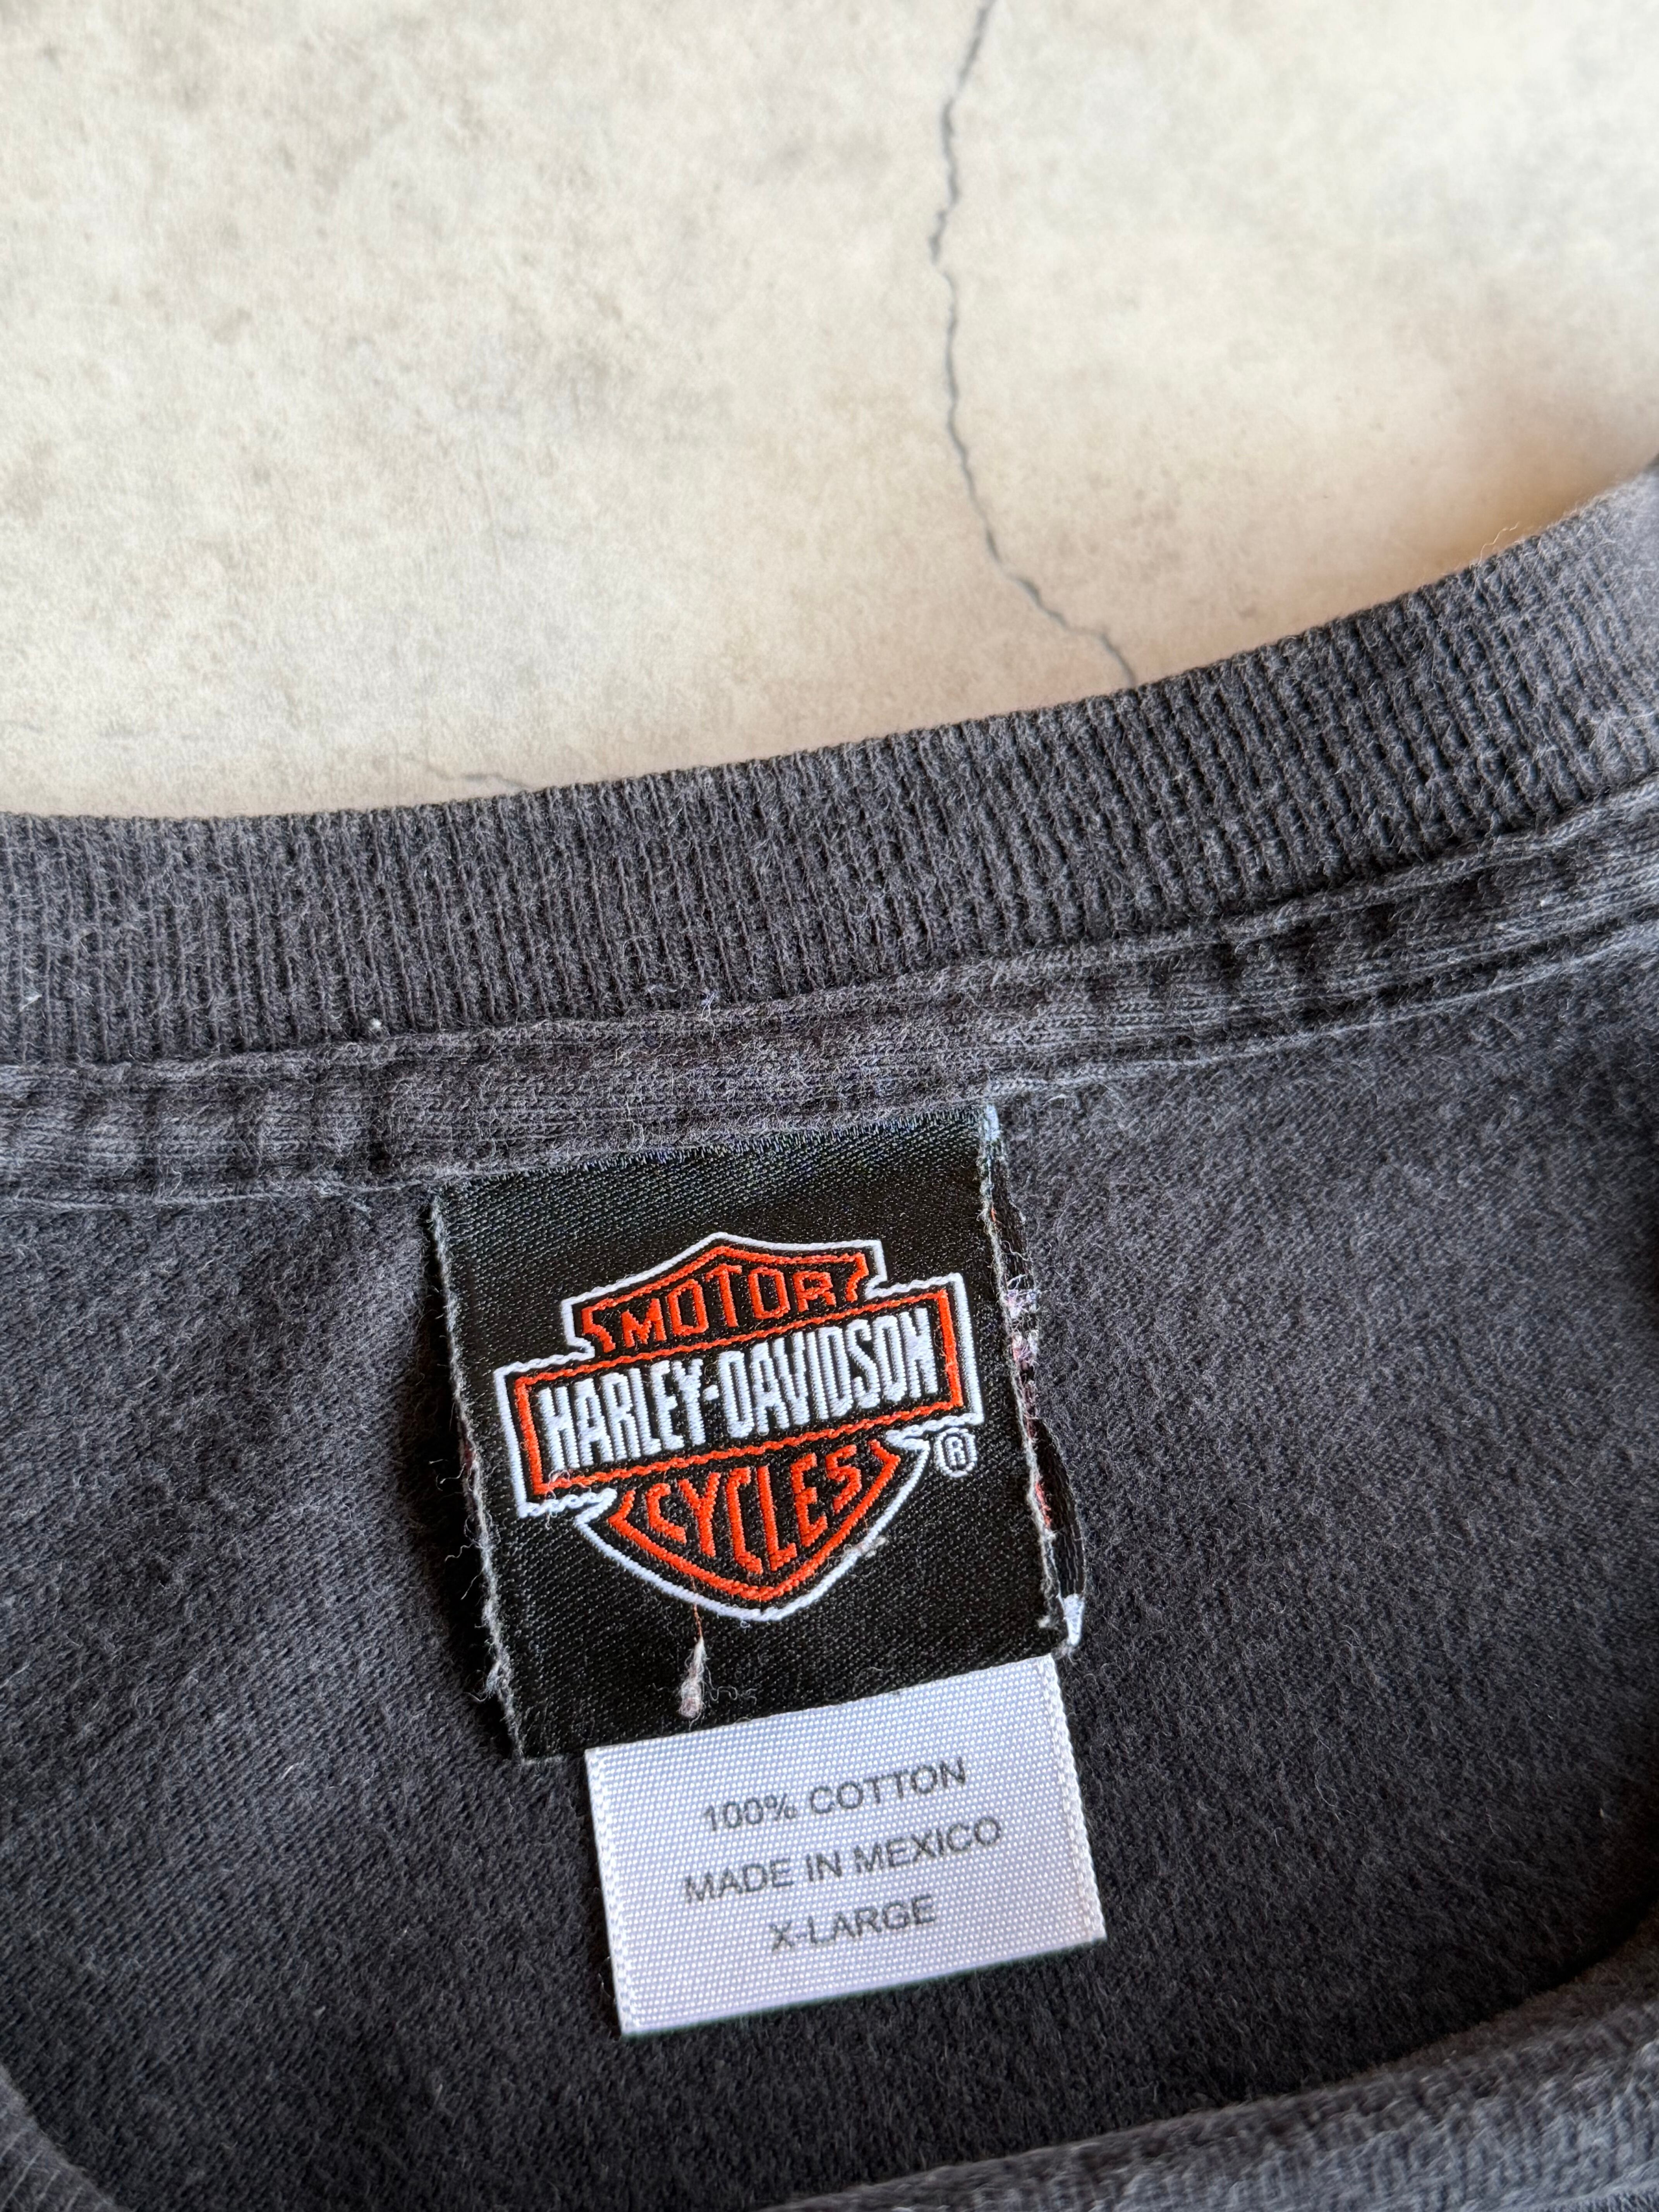 MOTOR
HARLEY-DAVIDSON
CYCLES
®
100% COTTON
MADE IN MEXICO
X-LARGE